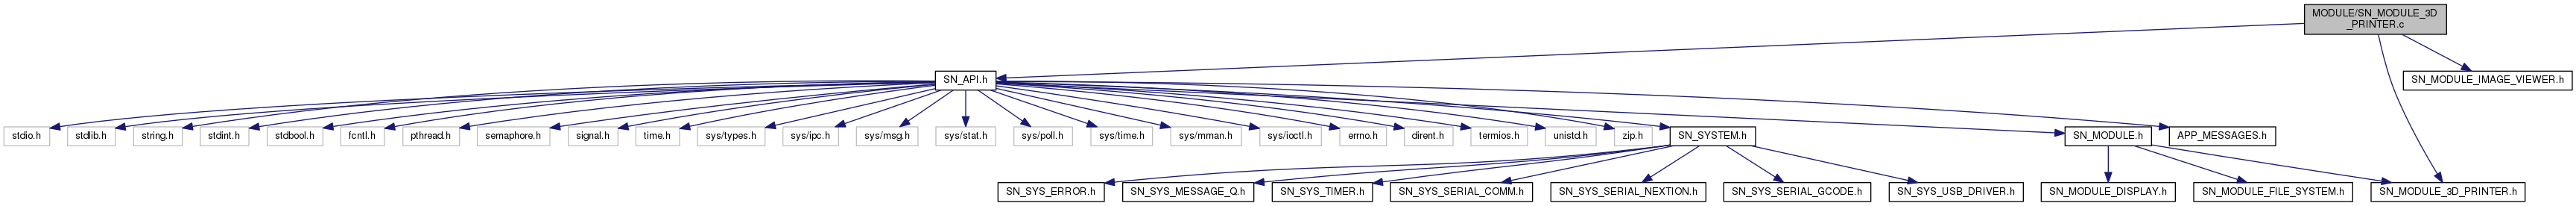 MODULE/SN_MODULE_3D
_PRINTER.c
SN_API.h
SN_MODULE_IMAGE_VIEWER.h
stdio.h
stdlib.h
string.h
stdint.h
stdbool.h
fcntl.h
pthread.h
semaphore.h
signal.h
time.h
sys/types.h
sys/ipc.h
sys/msg.h
sys/stat.h
sys/poll.h
sys/time.h
sys/mman.h
sys/ioctl.h
errno.h
dirent.h
termios.h
unistd.h
zip.h
SN_SYSTEM.h
SN_MODULE.h
APP_MESSAGES.h
SN_SYS_ERROR.h
SN_SYS_MESSAGE_Q.h
SN_SYS_TIMER.h
SN_SYS_SERIAL_COMM.h
SN_SYS_SERIAL_NEXTION.h
SN_SYS_SERIAL_GCODE.h
SN_SYS_USB_DRIVER.h
SN_MODULE_DISPLAY.h
SN_MODULE_FILE_SYSTEM.h
SN_MODULE_3D_PRINTER.h